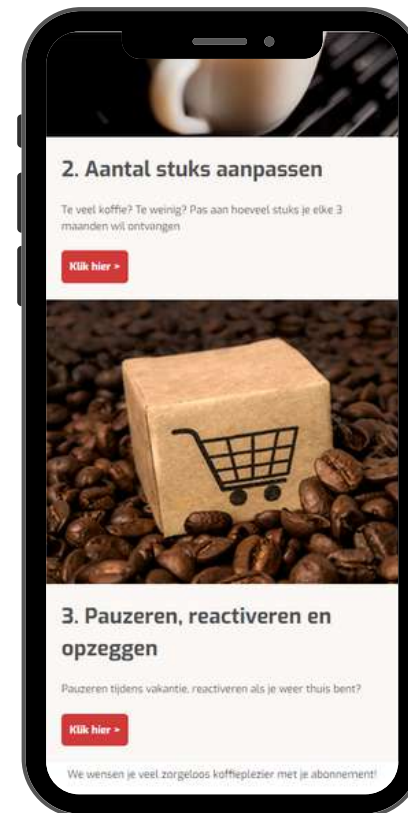 2. Aantal stuks aanpassen
Te veel koffie? Te weinig? Pas aan hoeveel stuks je elke 3
maanden wil ontvangen
Klik hier >
3. Pauzeren, reactiveren en
opzeggen
Pauzeren tijdens vakantie, reactiveren als je weer thuis bent?
Klik hier >
We wensen je veel zorgeloos koffieplezier met je abonnement!